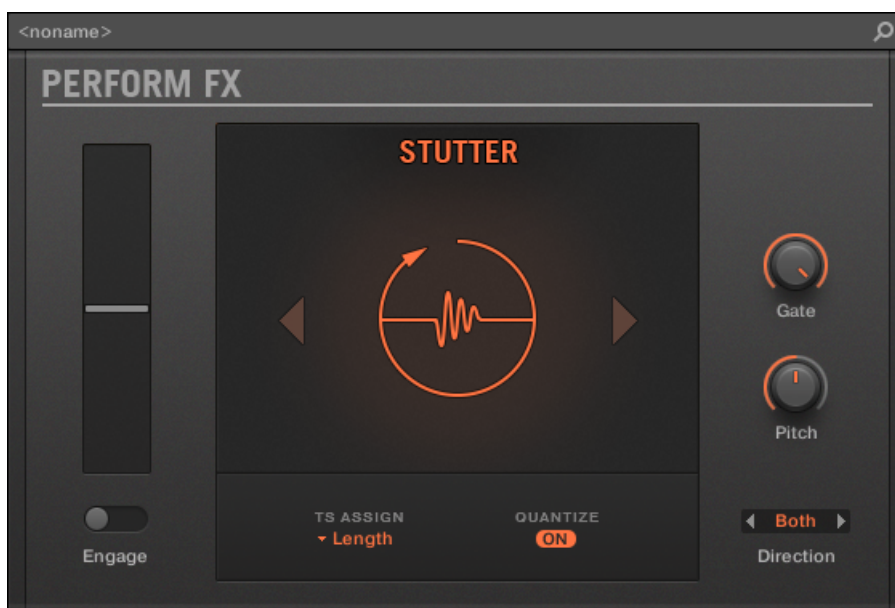 <noname>
PERFORM FX
STUTTER
Gate
Pitch
TS ASSIGN
Length
QUANTIZE
ON
Both
Direction
Engage